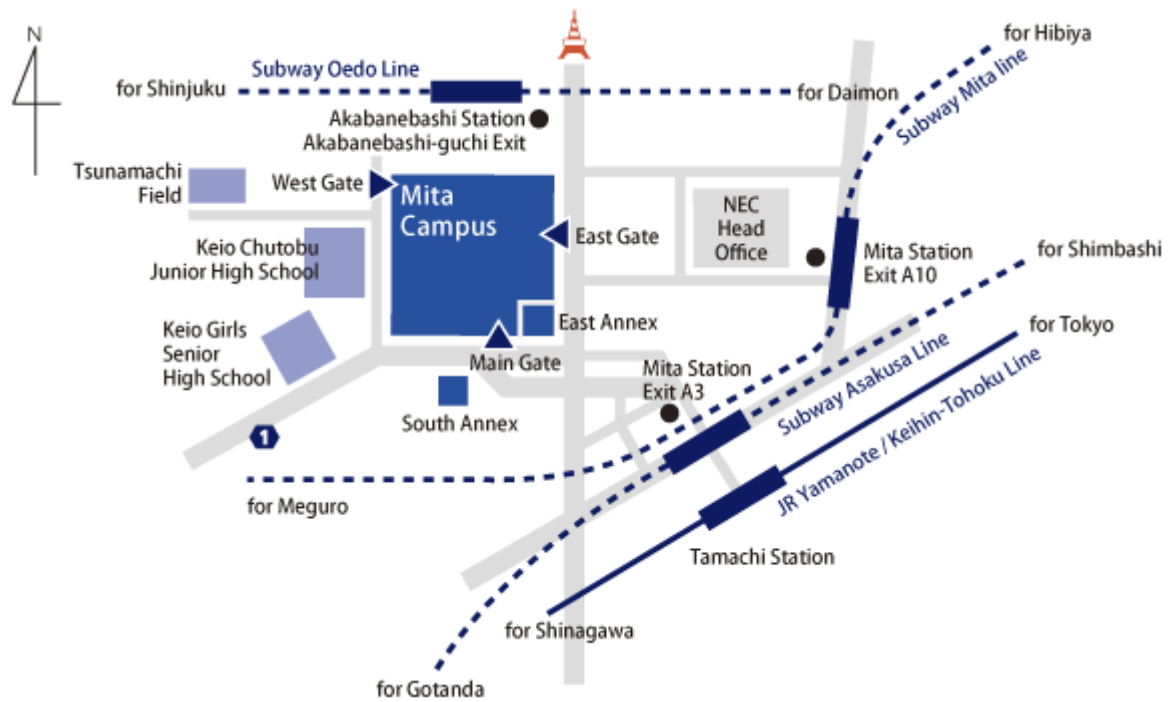 N
for Hibiya
Subway Oedo Line
for Shinjuku
for Daimon
Subway Mita line
Akabanebashi Station
Akabanebashi-guchi Exit
Tsunamachi
Field
West Gate
Mita
Campus
NEC
Head
Office
East Gate
Keio Chutobu
Junior High School
Mita Station
Exit A10
for Shimbashi
Keio Girls
Senior
High School
East Annex
for Tokyo
Main Gate
Mita Station
Exit A3
Subway Asakusa Line
South Annex
1
JR Yamanote / Keihin-Tohoku Line
for Meguro
Tamachi Station
for Shinagawa
for Gotanda